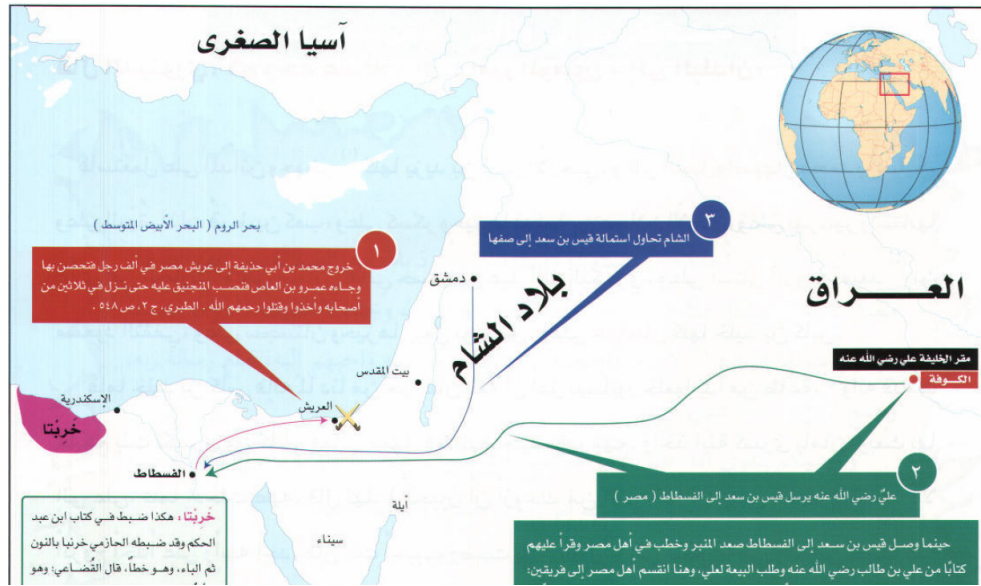 آسيا الصغرى
بحر الروم ( البحر الأبيض المتوسط )
١
خروج محمد بن أبي حذيفة إلى عريش مصر في ألف رجل فتحصن بها
وجاءه عمرو بن العاص فنصب المنجنيق عليه حتى نزل في ثلاثين من
أصحابه وأخذوا وقتلوا رحمهم الله . الطبري، ج ٢، ص ٥٤٨ .
٣
الشام تحاول استمالة قيس بن سعد إلى صفها
دمشق
بلاد الشام
العـــــراق
مقر الخليفة علي رضي الله عنه
الكوفة
بيت المقدس
العريش
الإسكندرية
خَرِبْتا
الفسطاط
أيلة
سيناء
٢
عليٌ رضي الله عنه يرسل قيس بن سعد إلى الفسطاط ( مصر )
حينما وصل قيس بن سعد إلى الفسطاط صعد المنبر وخطب في أهل مصر وقرأ عليهم
كتابًا من علي بن طالب رضي الله عنه وطلب البيعة لعلي، وهنا انقسم أهل مصر إلى فريقين:
خَرِبْتا: هكذا ضبط في كتاب ابن عبد
الحكم وقد ضبطه الحازمي خرنبا بالنون
ثم الباء، وهو خطأ، قال القضاعي: وهو